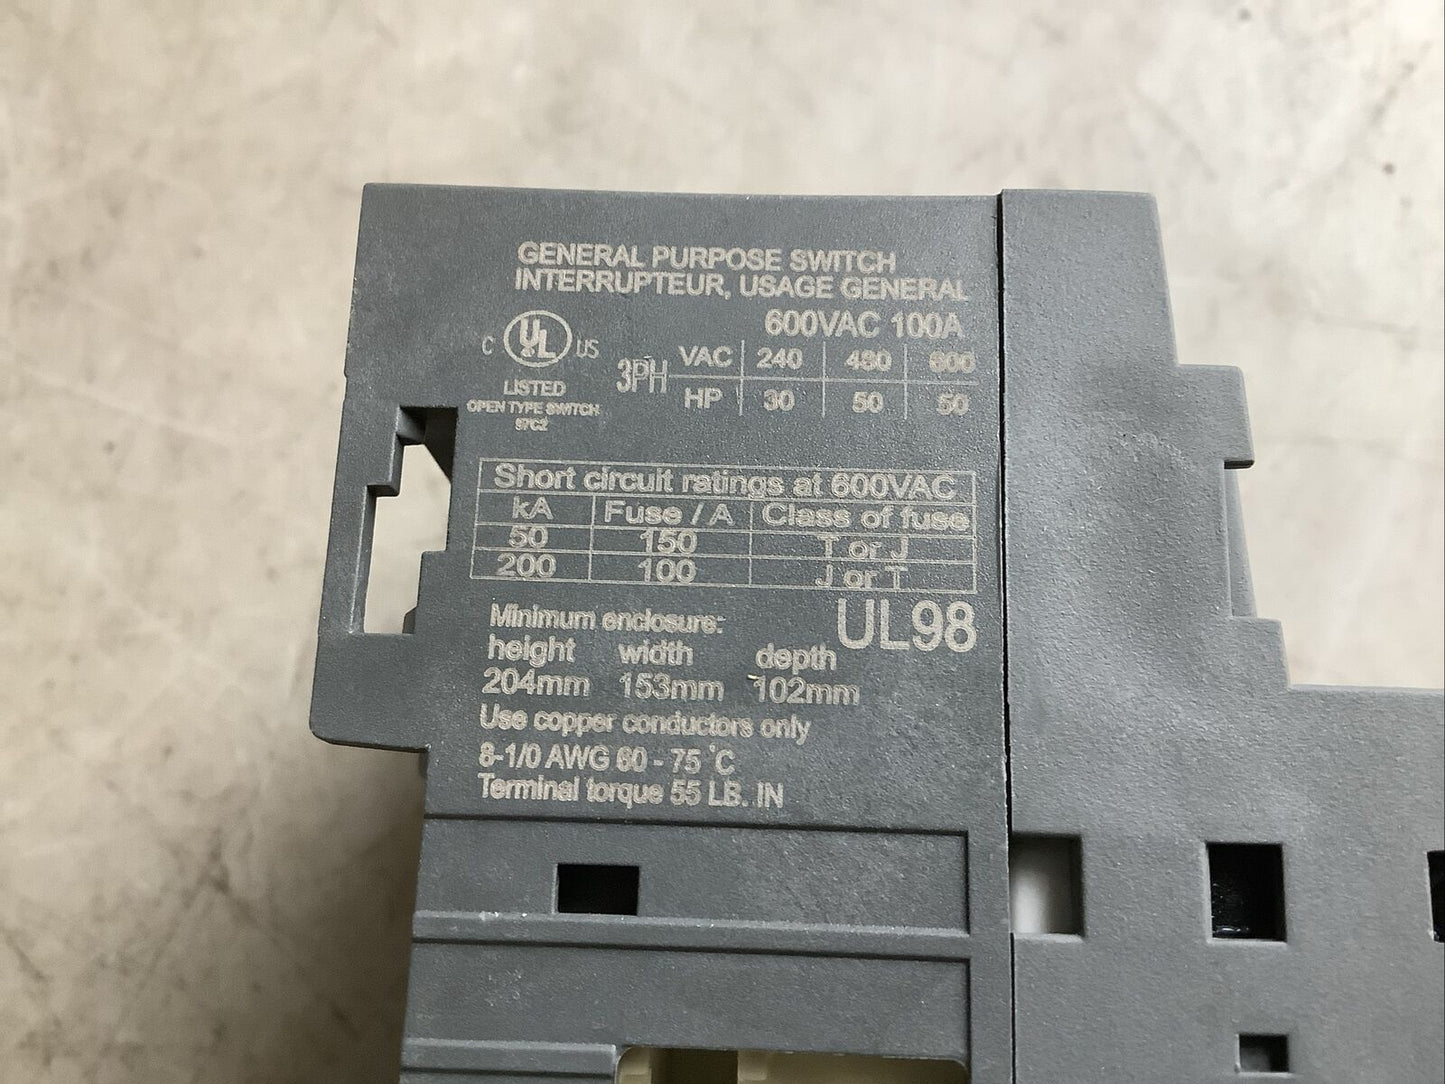 GENERAL PURPOSE SWITCH
INTERRUPTEUR, USAGE GENERAL
600VAC 100A
C UL US
LISTED
OPEN TYPE SWITCH
97C2
3PH
VAC 240 480 600
HP 30 50 50
Short circuit ratings at 600VAC
kA Fuse / A Class of fuse
50 150 T or J
200 100 J or T
UL98
Minimum enclosure:
height width depth
204mm 153mm 102mm
Use copper conductors only
8-1/0 AWG 60 - 75 °C
Terminal torque 55 LB. IN